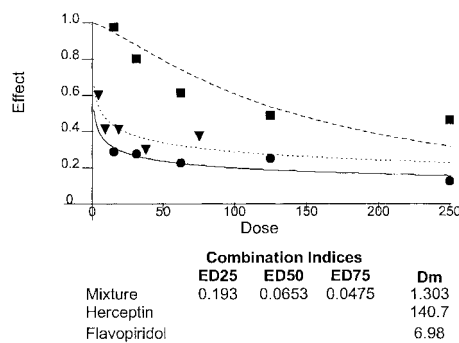 1.0
0.8
Effect
0.6
0.4
0.2
0
0 50 100 150 200 250
Dose
Combination Indices
ED25 ED50 ED75 Dm
Mixture 0.193 0.0653 0.0475 1.303
Herceptin 140.7
Flavopiridol 6.98